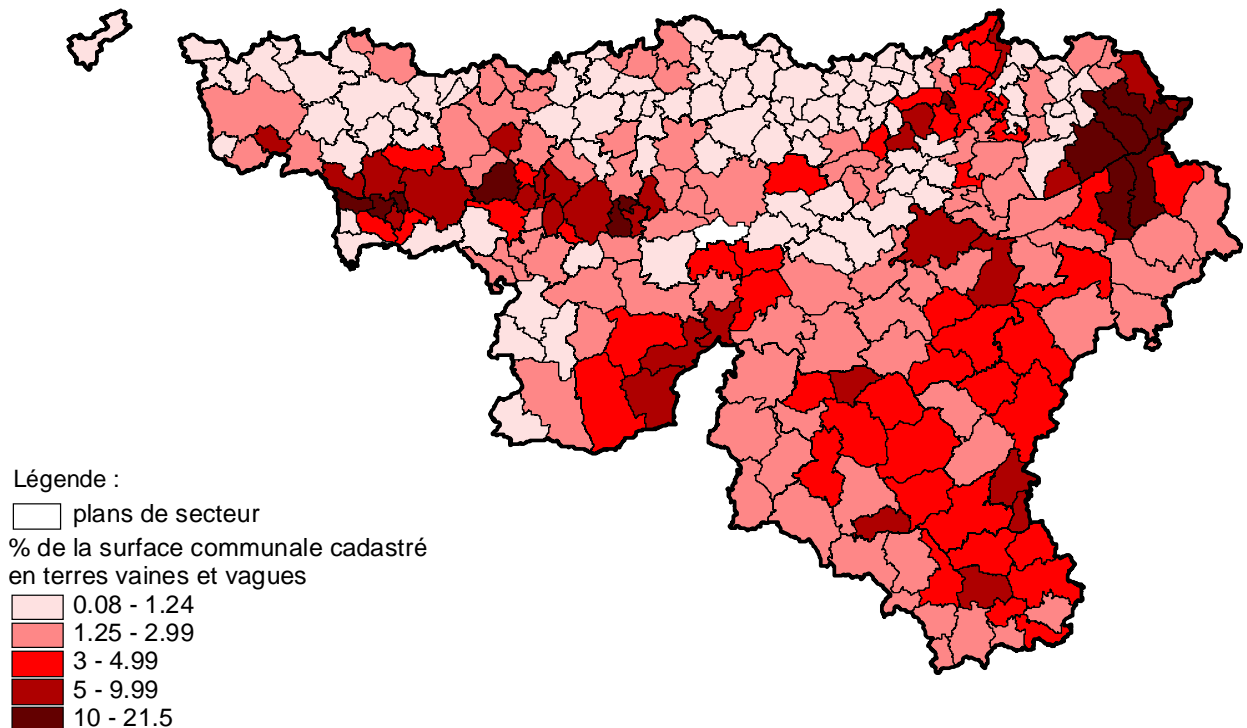 Légende :
plans de secteur
% de la surface communale cadastré
en terres vaines et vagues
0.08 - 1.24
1.25 - 2.99
3 - 4.99
5 - 9.99
10 - 21.5